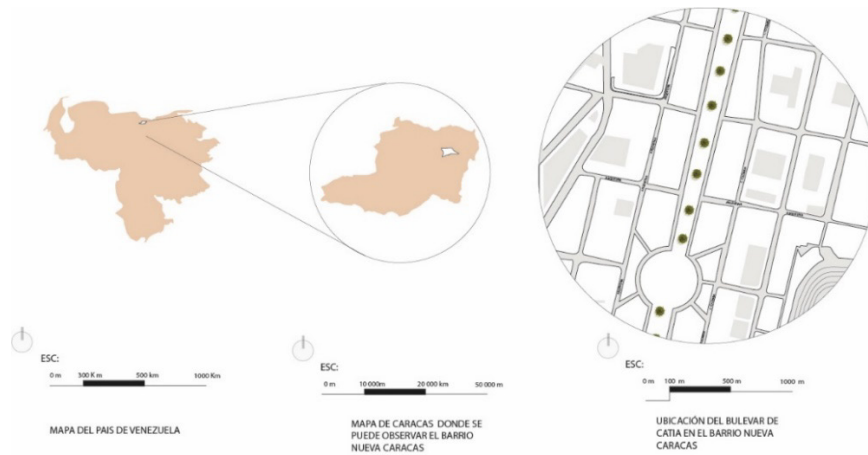 ESC:
0 m 300 K m 500 km 1000 Km
MAPA DEL PAIS DE VENEZUELA
ESC:
0 m 10 000m 20 000 km 50 000 m
MAPA DE CARACAS DONDE SE
PUEDE OBSERVAR EL BARRIO
NUEVA CARACAS
ESC:
0 m 100 m 500 m 1000 m
UBICACIÓN DEL BULEVAR DE
CATIA EN EL BARRIO NUEVA
CARACAS